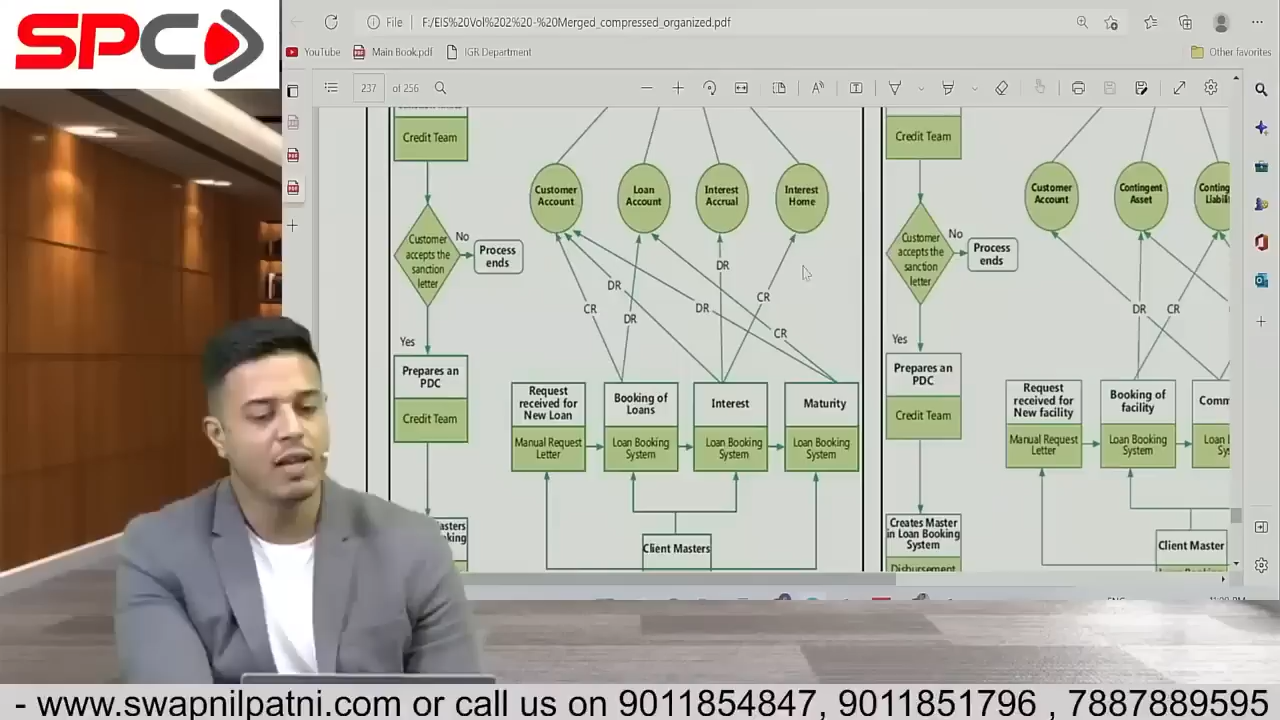 SPC
File
F:/EIS%20Vol%202%20-%20Merged_compressed_organized.pdf
YouTube
Main Book.pdf
IGR Department
Other favorites
237
of 256
Credit Team
Customer
accepts the
sanction
letter
No
Process
ends
Yes
Prepares an
PDC
Credit Team
Customer
Account
Loan
Account
Interest
Accrual
Interest
Home
CR
DR
DR
DR
DR
CR
CR
Request
received for
New Loan
Manual Request
Letter
Booking of
Loans
Loan Booking
System
Interest
Loan Booking
System
Maturity
Loan Booking
System
Client Masters
Credit Team
Customer
accepts the
sanction
letter
No
Process
ends
Yes
Prepares an
PDC
Credit Team
Creates Master
in Loan Booking
System
Disbursement
Customer
Account
Contingent
Asset
DR
CR
Request
received for
New facility
Manual Request
Letter
Booking of
facility
Loan Booking
System
Client Master
- www.swapnilpatni.com or call us on 9011854847, 9011851796 , 7887889595